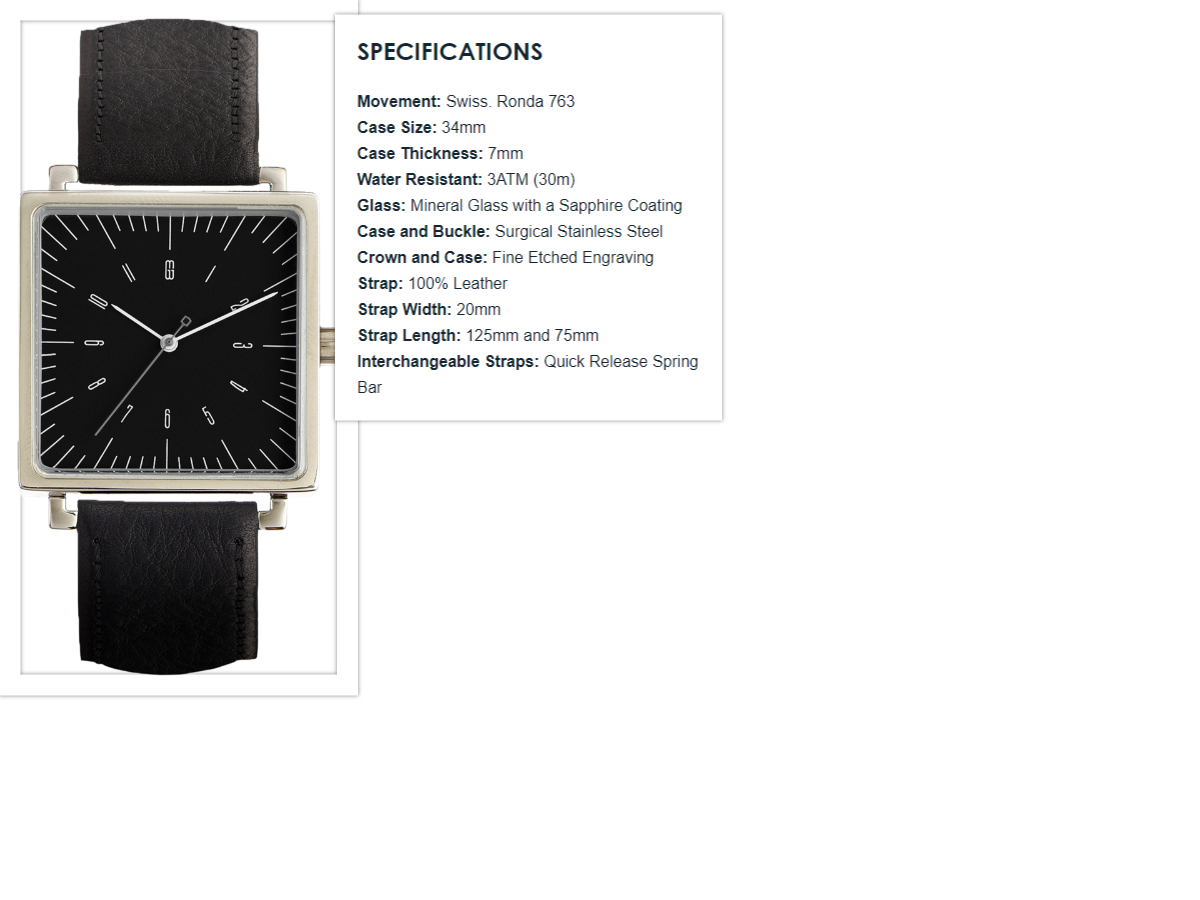 SPECIFICATIONS
Movement: Swiss. Ronda 763
Case Size: 34mm
Case Thickness: 7mm
Water Resistant: 3ATM (30m)
Glass: Mineral Glass with a Sapphire Coating
Case and Buckle: Surgical Stainless Steel
Crown and Case: Fine Etched Engraving
Strap: 100% Leather
Strap Width: 20mm
Strap Length: 125mm and 75mm
Interchangeable Straps: Quick Release Spring
Bar
2
3
4
5
6
7
8
9
10
11